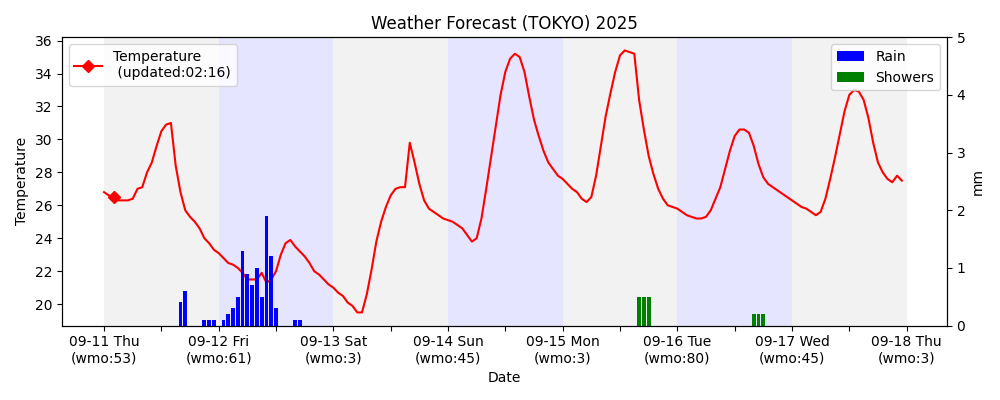 Weather Forecast (TOKYO) 2025
Temperature
(updated:02:16)
Rain
Showers
36
34
32
30
28
26
24
22
20
Temperature
5
4
3
2
1
0
mm
09-11 Thu
(wmo:53)
09-12 Fri
(wmo:61)
09-13 Sat
(wmo:3)
09-14 Sun
(wmo:45)
09-15 Mon
(wmo:3)
09-16 Tue
(wmo:80)
09-17 Wed
(wmo:45)
09-18 Thu
(wmo:3)
Date